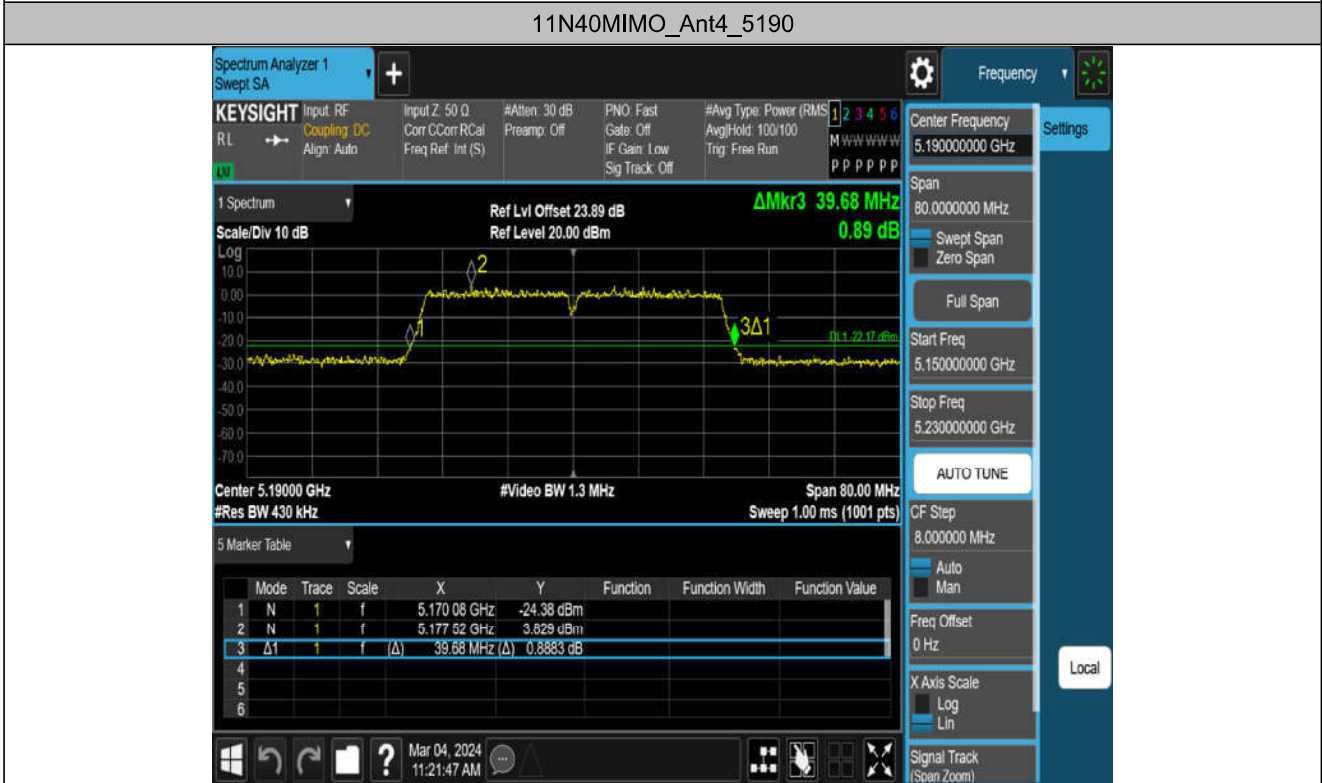 11N40MIMO_Ant4_5190
Spectrum Analyzer 1
Swept SA
+
Frequency
KEYSIGHT
RL
LXI
Input: RF
Coupling: DC
Align: Auto
Input Z: 50 Ω
Corr CCorr RCal
Freq Ref: Int (S)
#Atten: 30 dB
Preamp: Off
PNO: Fast
Gate: Off
IF Gain: Low
Sig Track: Off
#Avg Type: Power (RMS
Avg|Hold: 100/100
Trig: Free Run
1 2 3 4 5 6
M W W W W W
P P P P P P
1 Spectrum
Scale/Div 10 dB
Ref Lvl Offset 23.89 dB
Ref Level 20.00 dBm
ΔMkr3 39.68 MHz
0.89 dB
Log
10.0
0.00
-10.0
-20.0
-30.0
-40.0
-50.0
-60.0
-70.0
2
1
3Δ1
DL1 -22.17 dBm
Center 5.19000 GHz
#Video BW 1.3 MHz
Span 80.00 MHz
#Res BW 430 kHz
Sweep 1.00 ms (1001 pts)
5 Marker Table
Mode Trace Scale X Y Function Function Width Function Value
1 N 1 f 5.170 08 GHz -24.38 dBm
2 N 1 f 5.177 52 GHz 3.829 dBm
3 Δ1 1 f (Δ) 39.68 MHz (Δ) 0.8883 dB
4
5
6
?
Mar 04, 2024
11:21:47 AM
Center Frequency
5.190000000 GHz
Settings
Span
80.0000000 MHz
Swept Span
Zero Span
Full Span
Start Freq
5.150000000 GHz
Stop Freq
5.230000000 GHz
AUTO TUNE
CF Step
8.000000 MHz
Auto
Man
Freq Offset
0 Hz
Local
X Axis Scale
Log
Lin
Signal Track
(Span Zoom)